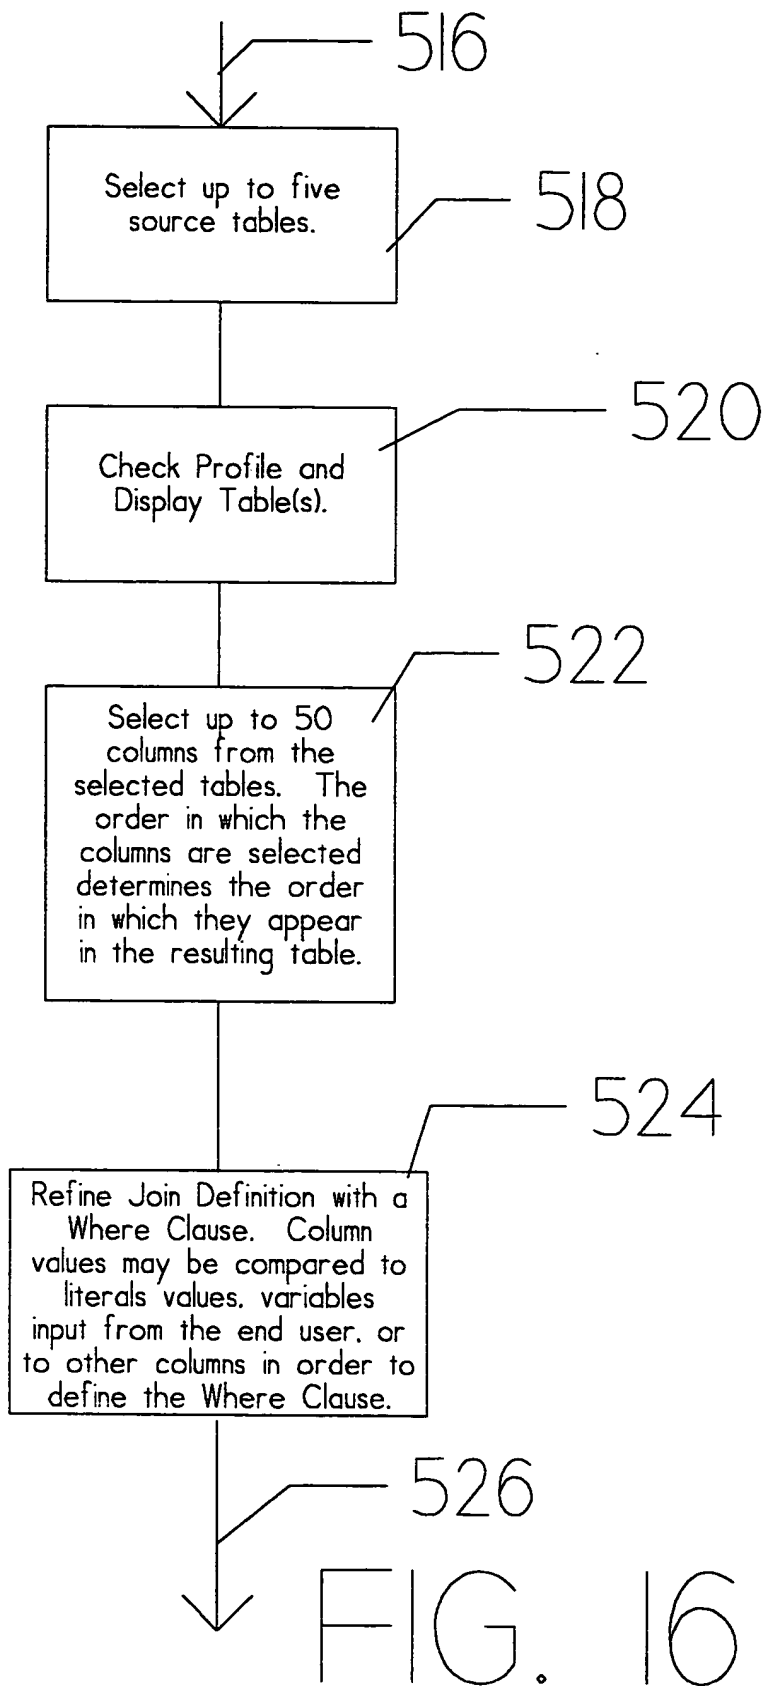 516
Select up to five
source tables.
518
520
Check Profile and
Display Table(s).
522
Select up to 50
columns from the
selected tables. The
order in which the
columns are selected
determines the order
in which they appear
in the resulting table.
524
Refine Join Definition with a
Where Clause. Column
values may be compared to
literals values, variables
input from the end user, or
to other columns in order to
define the Where Clause.
526
FIG. 16